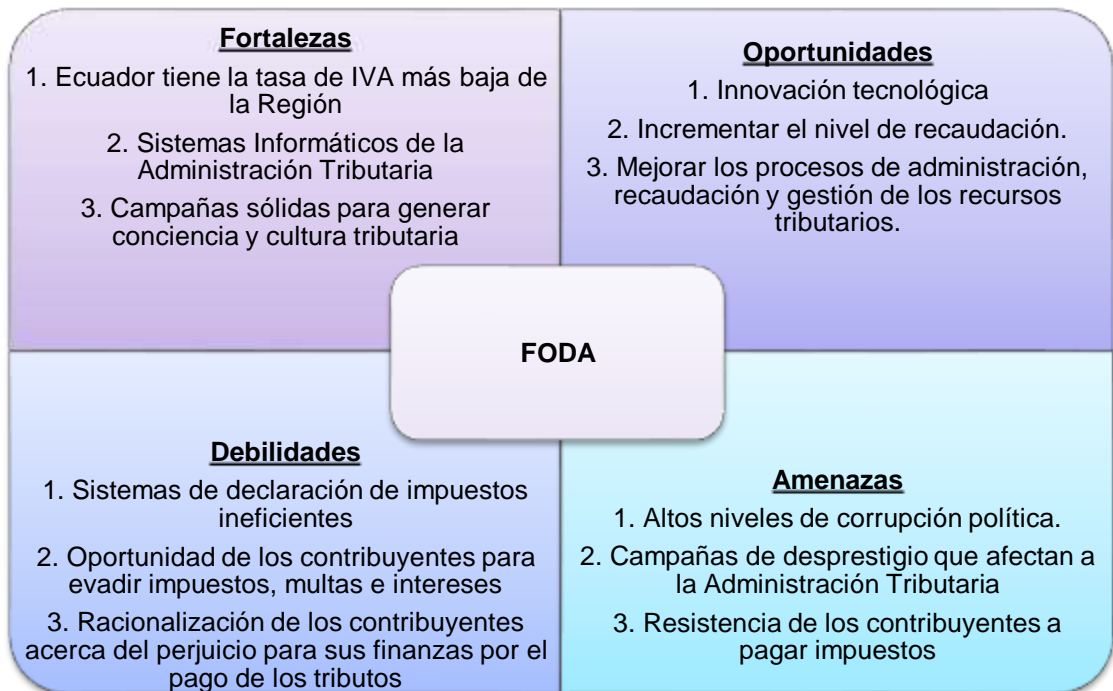 Fortalezas
1. Ecuador tiene la tasa de IVA más baja de
la Región
2. Sistemas Informáticos de la
Administración Tributaria
3. Campañas sólidas para generar
conciencia y cultura tributaria
Oportunidades
1. Innovación tecnológica
2. Incrementar el nivel de recaudación.
3. Mejorar los procesos de administración,
recaudación y gestión de los recursos
tributarios.
FODA
Debilidades
1. Sistemas de declaración de impuestos
ineficientes
2. Oportunidad de los contribuyentes para
evadir impuestos, multas e intereses
3. Racionalización de los contribuyentes
acerca del perjuicio para sus finanzas por el
pago de los tributos
Amenazas
1. Altos niveles de corrupción política.
2. Campañas de desprestigio que afectan a
la Administración Tributaria
3. Resistencia de los contribuyentes a
pagar impuestos